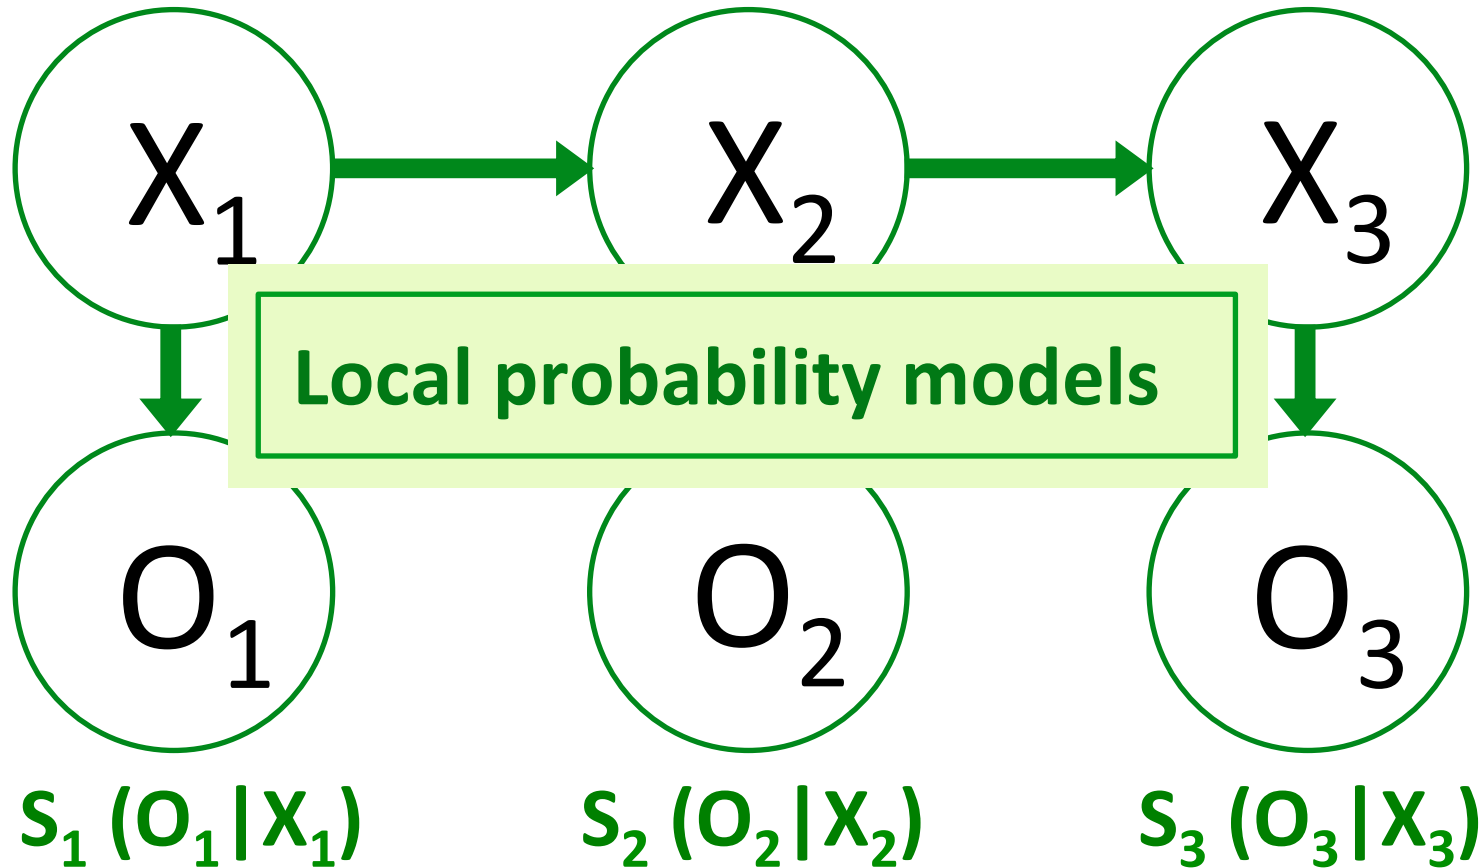 X₁ X₂ X₃
Local probability models
O₁ O₂ O₃
S₁ (O₁|X₁) S₂ (O₂|X₂) S₃ (O₃|X₃)